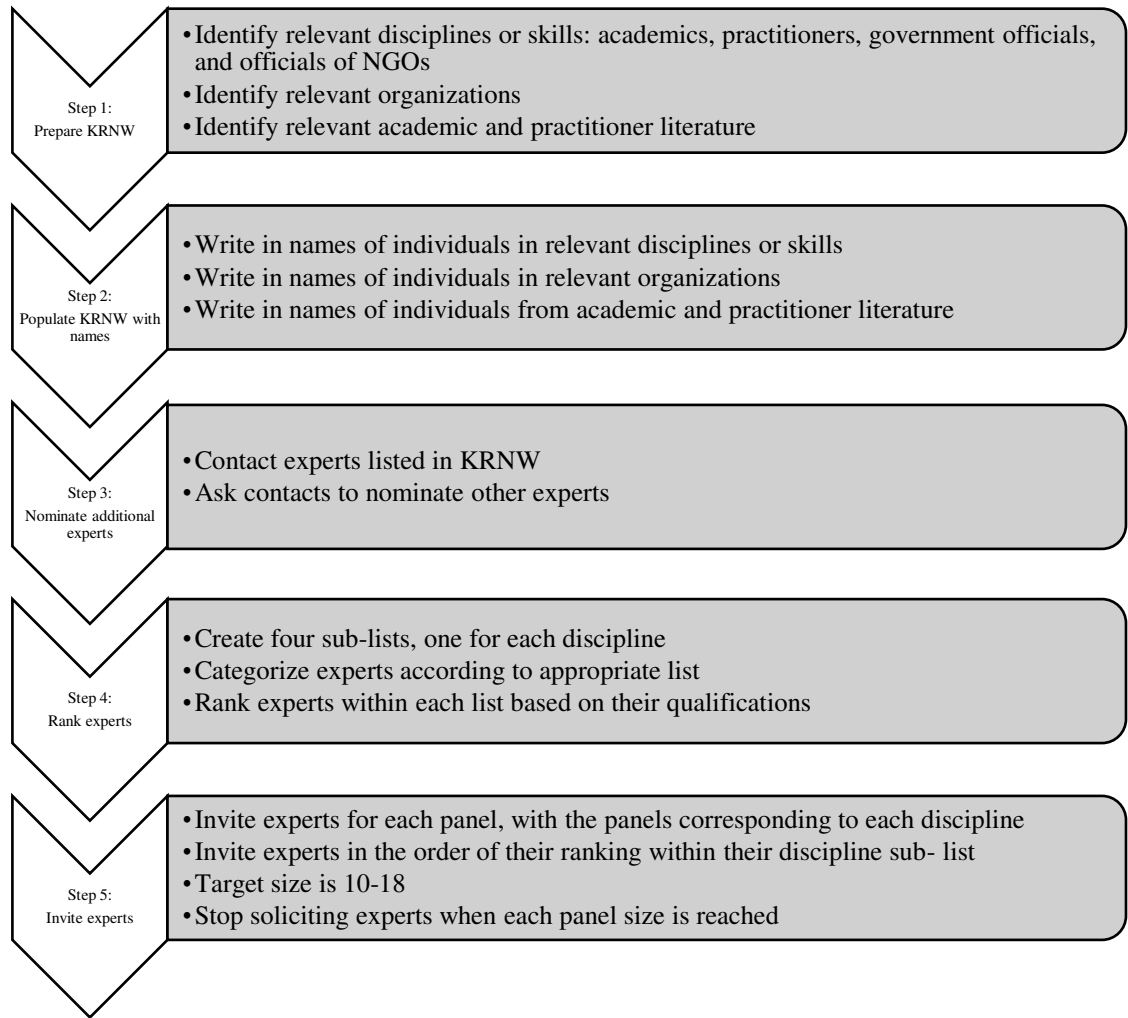 Step 1:
Prepare KRNW
•Identify relevant disciplines or skills: academics, practitioners, government officials,
and officials of NGOs
•Identify relevant organizations
•Identify relevant academic and practitioner literature
Step 2:
Populate KRNW with
names
•Write in names of individuals in relevant disciplines or skills
•Write in names of individuals in relevant organizations
•Write in names of individuals from academic and practitioner literature
Step 3:
Nominate additional
experts
•Contact experts listed in KRNW
•Ask contacts to nominate other experts
Step 4:
Rank experts
•Create four sub-lists, one for each discipline
•Categorize experts according to appropriate list
•Rank experts within each list based on their qualifications
Step 5:
Invite experts
•Invite experts for each panel, with the panels corresponding to each discipline
•Invite experts in the order of their ranking within their discipline sub- list
•Target size is 10-18
•Stop soliciting experts when each panel size is reached